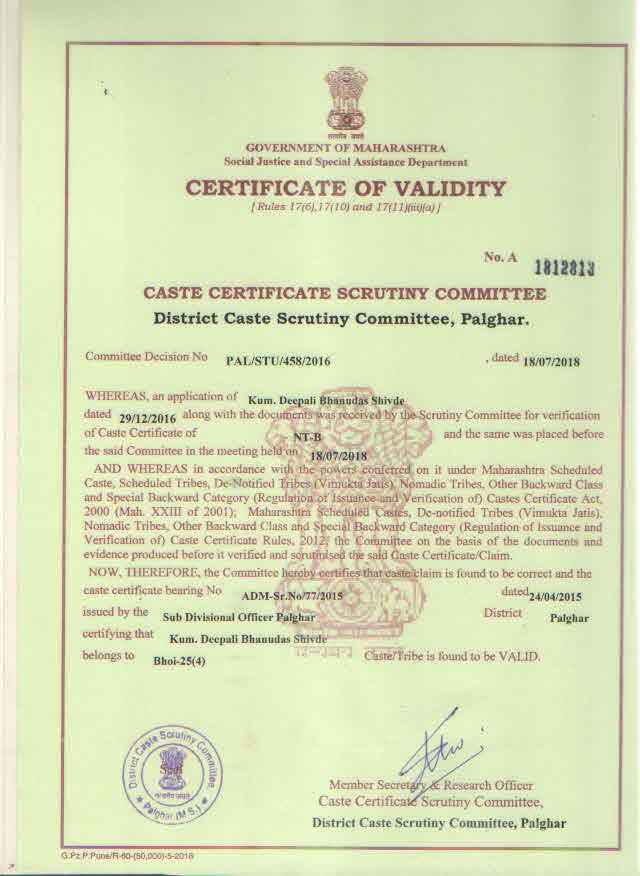 सत्यमेव जयते
GOVERNMENT OF MAHARASHTRA
Social Justice and Special Assistance Department
CERTIFICATE OF VALIDITY
[ Rules 17(6),17(10) and 17(11)(iii)(a) ]
No. A 1812813
CASTE CERTIFICATE SCRUTINY COMMITTEE
District Caste Scrutiny Committee, Palghar.
Committee Decision No PAL/STU/458/2016 , dated 18/07/2018
WHEREAS, an application of Kum. Deepali Bhanudas Shivde
dated 29/12/2016 along with the documents was received by the Scrutiny Committee for verification
of Caste Certificate of NT-B and the same was placed before
the said Committee in the meeting held on 18/07/2018
AND WHEREAS in accordance with the powers conferred on it under Maharashtra Scheduled
Caste, Scheduled Tribes, De-Notified Tribes (Vimukta Jatis), Nomadic Tribes, Other Backward Class
and Special Backward Category (Regulation of Issuance and Verification of) Castes Certificate Act,
2000 (Mah. XXIII of 2001); Maharashtra Scheduled Castes, De-notified Tribes (Vimukta Jatis),
Nomadic Tribes, Other Backward Class and Special Backward Category (Regulation of Issuance and
Verification of) Caste Certificate Rules, 2012, the Committee on the basis of the documents and
evidence produced before it verified and scrutinised the said Caste Certificate/Claim.
NOW, THEREFORE, the Committee hereby certifies that caste claim is found to be correct and the
caste certificate bearing No ADM-Sr.No/77/2015 dated 24/04/2015
issued by the Sub Divisional Officer Palghar District Palghar
certifying that Kum. Deepali Bhanudas Shivde
belongs to Bhoi-25(4) Caste/Tribe is found to be VALID.
District Caste Scrutiny Committee
Seal
सत्यमेव जयते
Palghar (M.S.)
Member Secretary & Research Officer
Caste Certificate Scrutiny Committee,
District Caste Scrutiny Committee, Palghar
G.Pz.P.Pune/R-60-(50,000)-5-2018